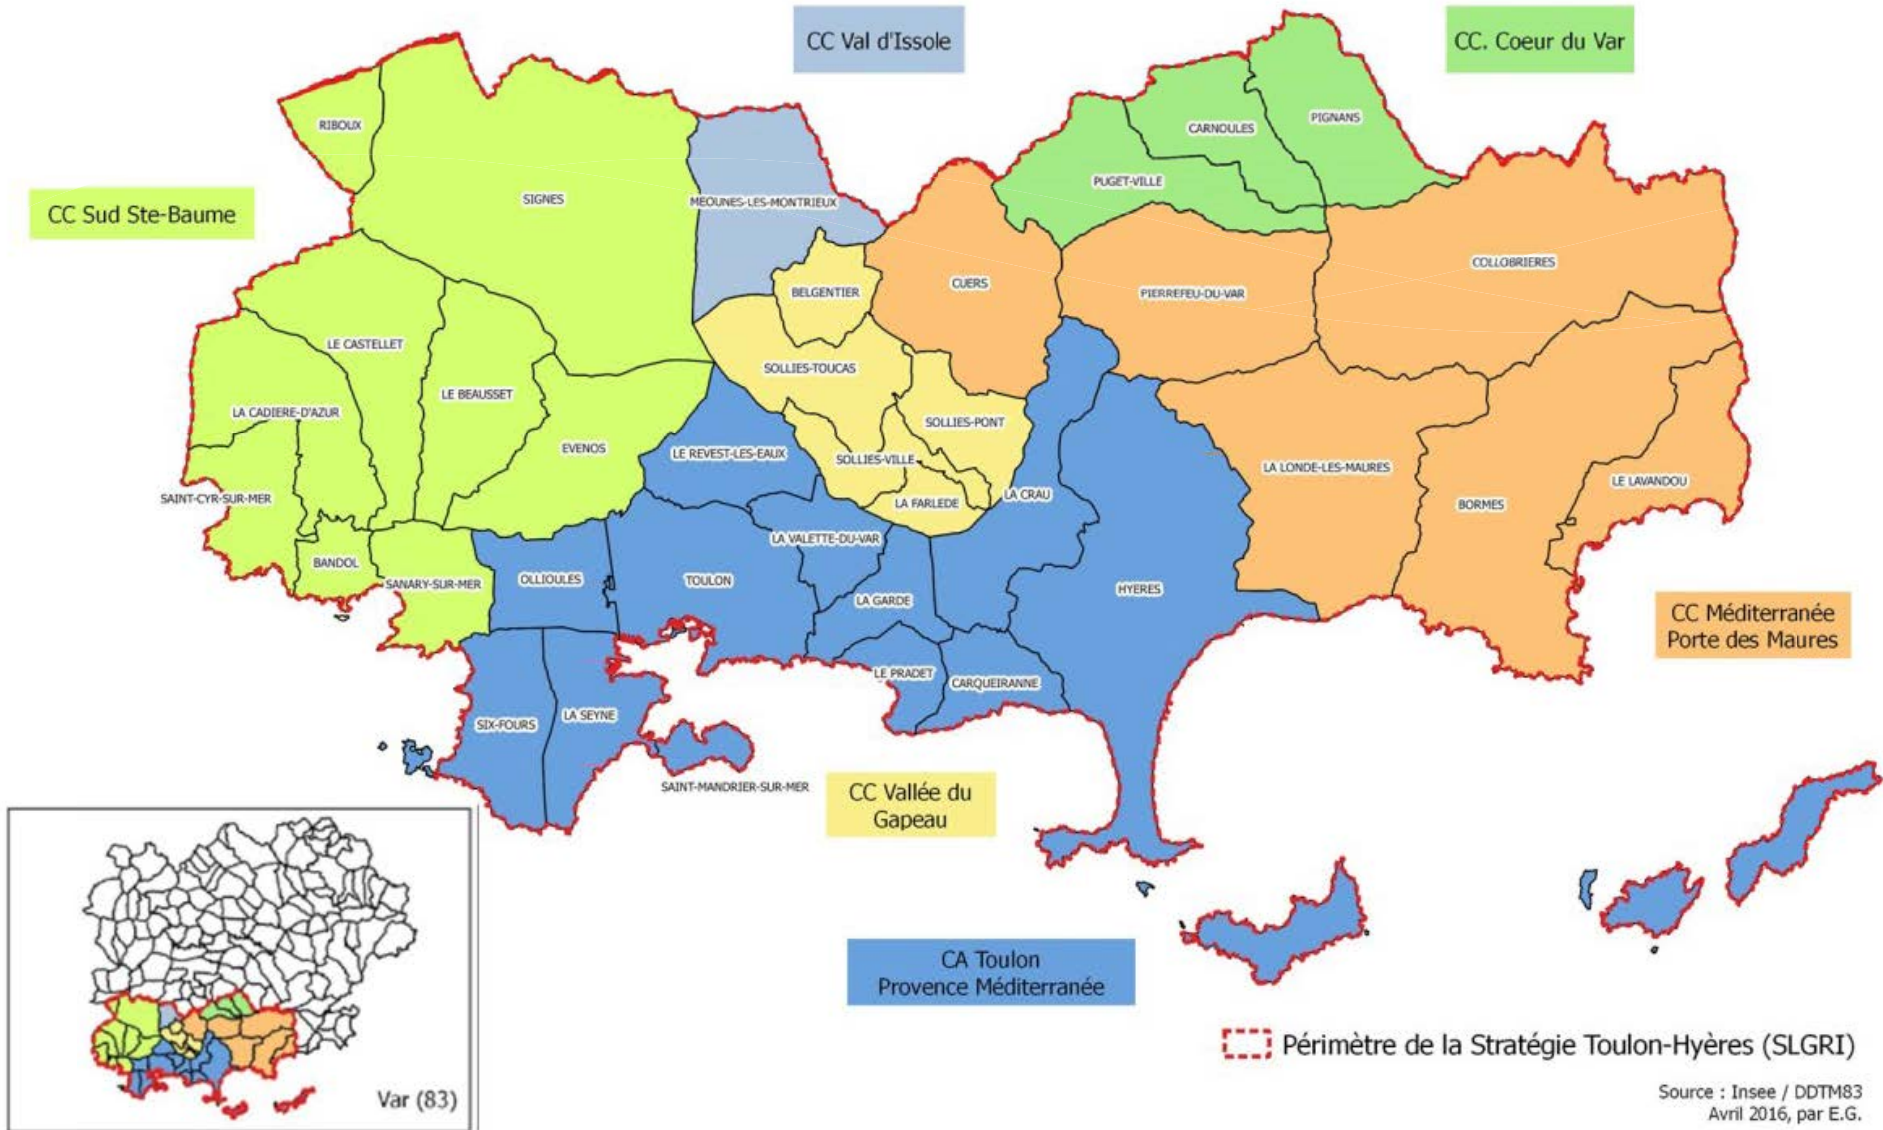 CC Val d'Issole
CC. Coeur du Var
RIBOUX
CARNOULES
PIGNANS
PUGET-VILLE
SIGNES
MEOUNES-LES-MONTRIEUX
CC Sud Ste-Baume
COLLOBRIERES
CUERS
BELGENTIER
PIERREFEU-DU-VAR
LE CASTELLET
SOLLIES-TOUCAS
LE BEAUSSET
LA CADIERE-D'AZUR
SOLLIES-PONT
EVENOS
LE REVEST-LES-EAUX
SOLLIES-VILLE
LA LONDE-LES-MAURES
LE LAVANDOU
SAINT-CYR-SUR-MER
LA FARLEDE
LA CRAU
BORMES
LA VALETTE-DU-VAR
BANDOL
SANARY-SUR-MER
OLLIOULES
TOULON
HYERES
LA GARDE
CC Méditerranée
Porte des Maures
LE PRADET
CARQUEIRANNE
SIX-FOURS
LA SEYNE
SAINT-MANDRIER-SUR-MER
CC Vallée du
Gapeau
CA Toulon
Provence Méditerranée
Périmètre de la Stratégie Toulon-Hyères (SLGRI)
Var (83)
Source : Insee / DDTM83
Avril 2016, par E.G.